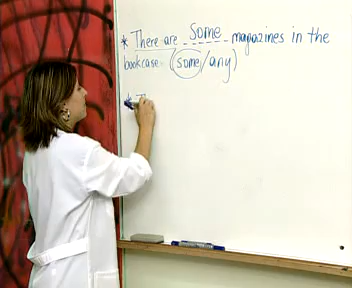 * There are some magazines in the
bookcase. (some/any)
* T